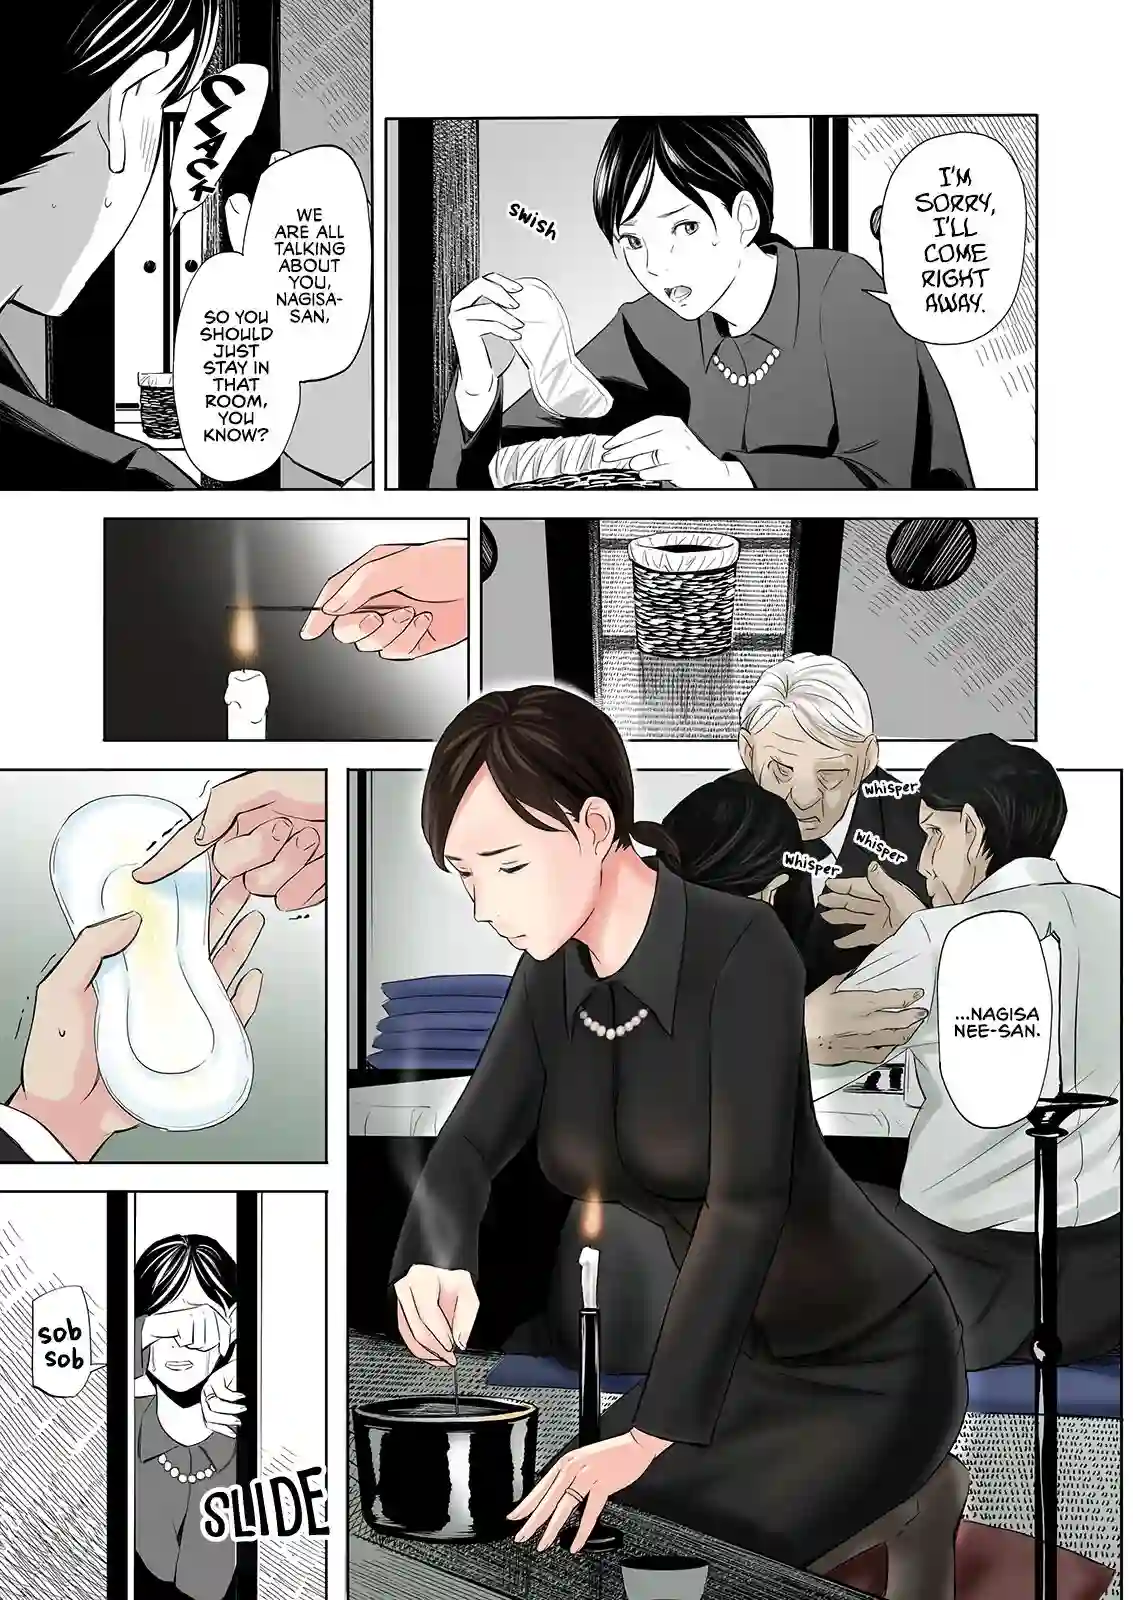 I'M
SORRY,
I'LL
COME
RIGHT
AWAY.
SWISH
CLACK
WE
ARE ALL
TALKING
ABOUT
YOU,
NAGISA-
SAN,
SO YOU
SHOULD
JUST
STAY IN
THAT
ROOM,
YOU
KNOW?
WHISPER
WHISPER
WHISPER
...NAGISA
NEE-SAN.
SOB
SOB
SLIDE